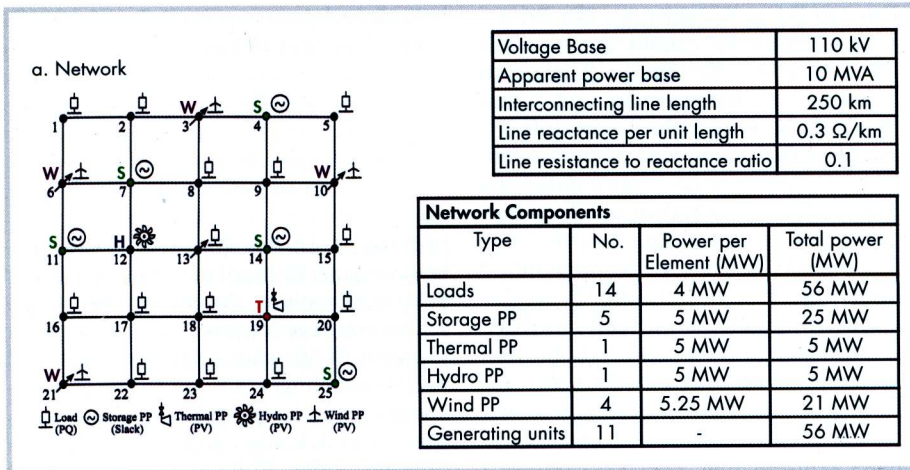 a. Network
1 2 W 3 S 4 5
W 6 S 7 8 9 W 10
S 11 H 12 13 S 14 15
16 17 18 T 19 20
W 21 22 23 24 S 25
Load (PQ) Storage PP (Slack) Thermal PP (PV) Hydro PP (PV) Wind PP (PV)
Voltage Base 110 kV
Apparent power base 10 MVA
Interconnecting line length 250 km
Line reactance per unit length 0.3 Ω/km
Line resistance to reactance ratio 0.1
Network Components
Type No. Power per Element (MW) Total power (MW)
Loads 14 4 MW 56 MW
Storage PP 5 5 MW 25 MW
Thermal PP 1 5 MW 5 MW
Hydro PP 1 5 MW 5 MW
Wind PP 4 5.25 MW 21 MW
Generating units 11 - 56 MW